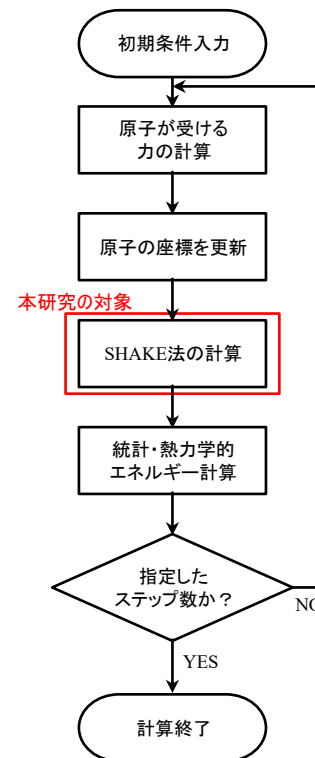 初期条件入力
原子が受ける
力の計算
原子の座標を更新
本研究の対象
SHAKE法の計算
統計・熱力学的
エネルギー計算
指定した
ステップ数か？
NO
YES
計算終了